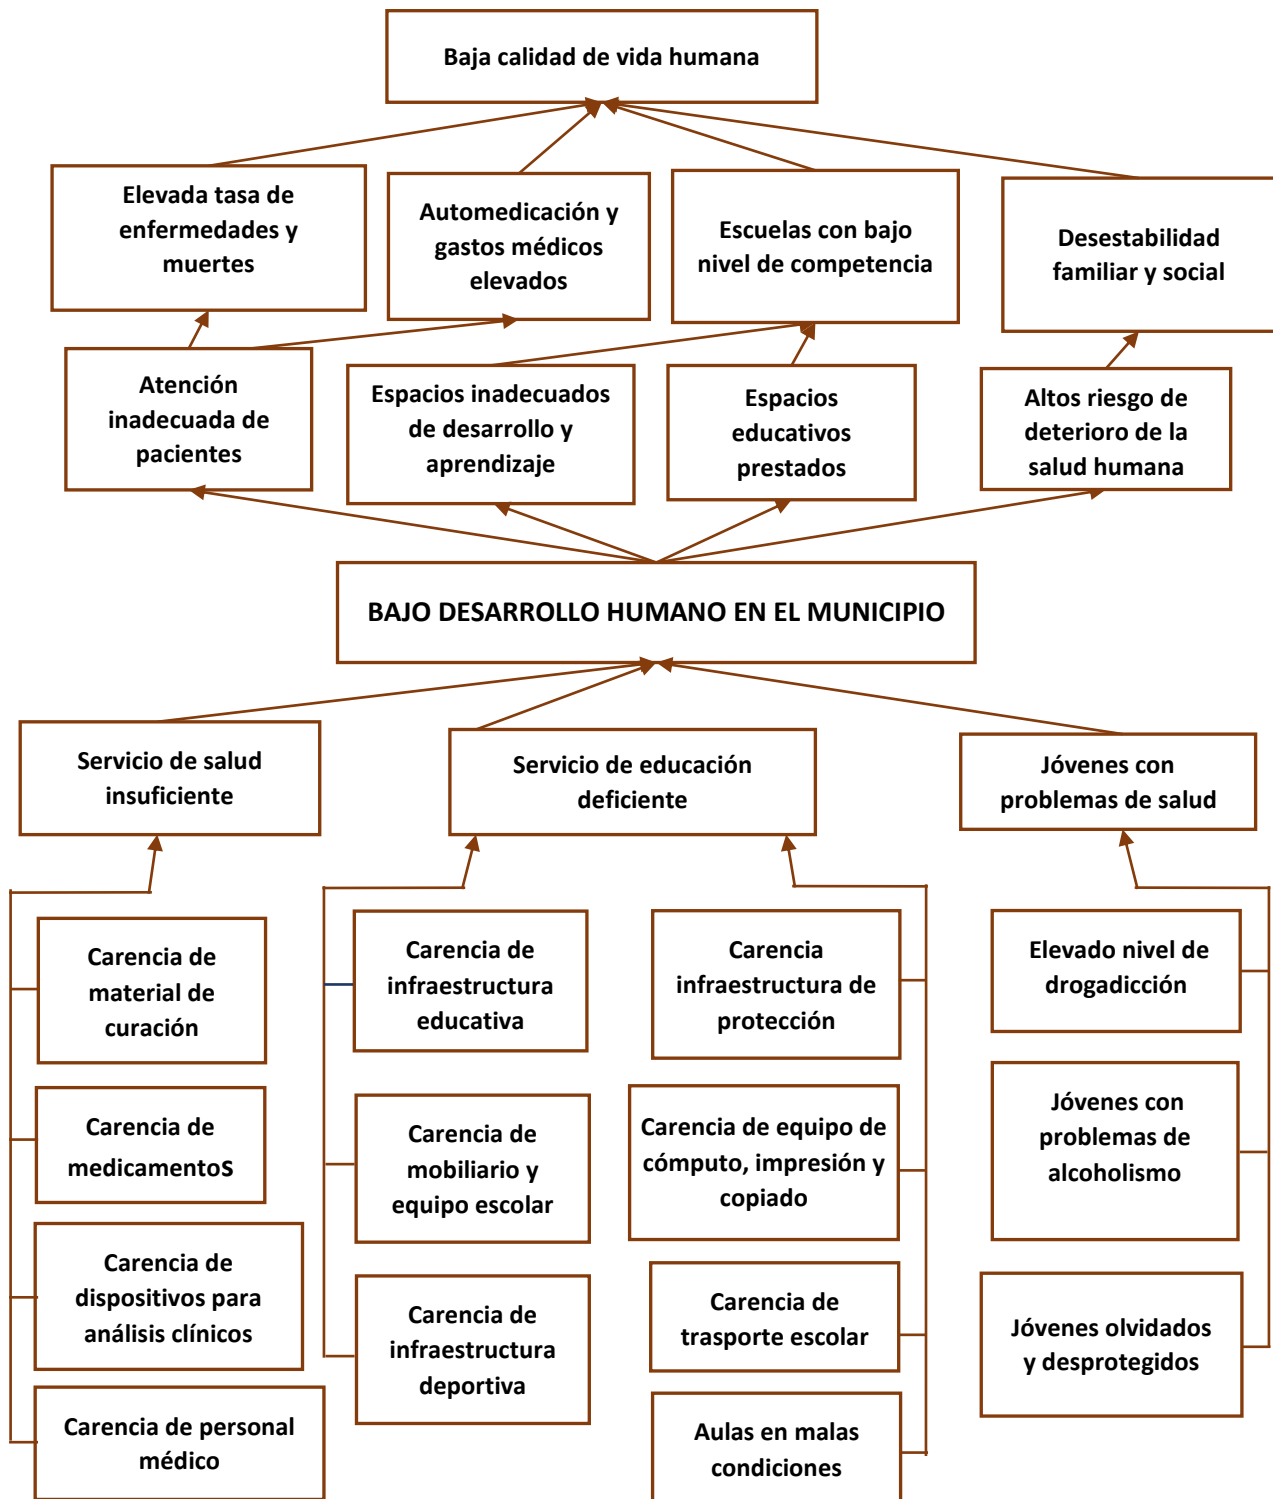 Baja calidad de vida humana
Elevada tasa de
enfermedades y
muertes
Automedicación y
gastos médicos
elevados
Escuelas con bajo
nivel de competencia
Desestabilidad
familiar y social
Atención
inadecuada de
pacientes
Espacios inadecuados
de desarrollo y
aprendizaje
Espacios
educativos
prestados
Altos riesgo de
deterioro de la
salud humana
BAJO DESARROLLO HUMANO EN EL MUNICIPIO
Servicio de salud
insuficiente
Servicio de educación
deficiente
Jóvenes con
problemas de salud
Carencia de
material de
curación
Carencia de
medicamentos
Carencia de
dispositivos para
análisis clínicos
Carencia de personal
médico
Carencia de
infraestructura
educativa
Carencia de
mobiliario y
equipo escolar
Carencia de
infraestructura
deportiva
Carencia
infraestructura de
protección
Carencia de equipo de
cómputo, impresión y
copiado
Carencia de
trasporte escolar
Aulas en malas
condiciones
Elevado nivel de
drogadicción
Jóvenes con
problemas de
alcoholismo
Jóvenes olvidados
y desprotegidos